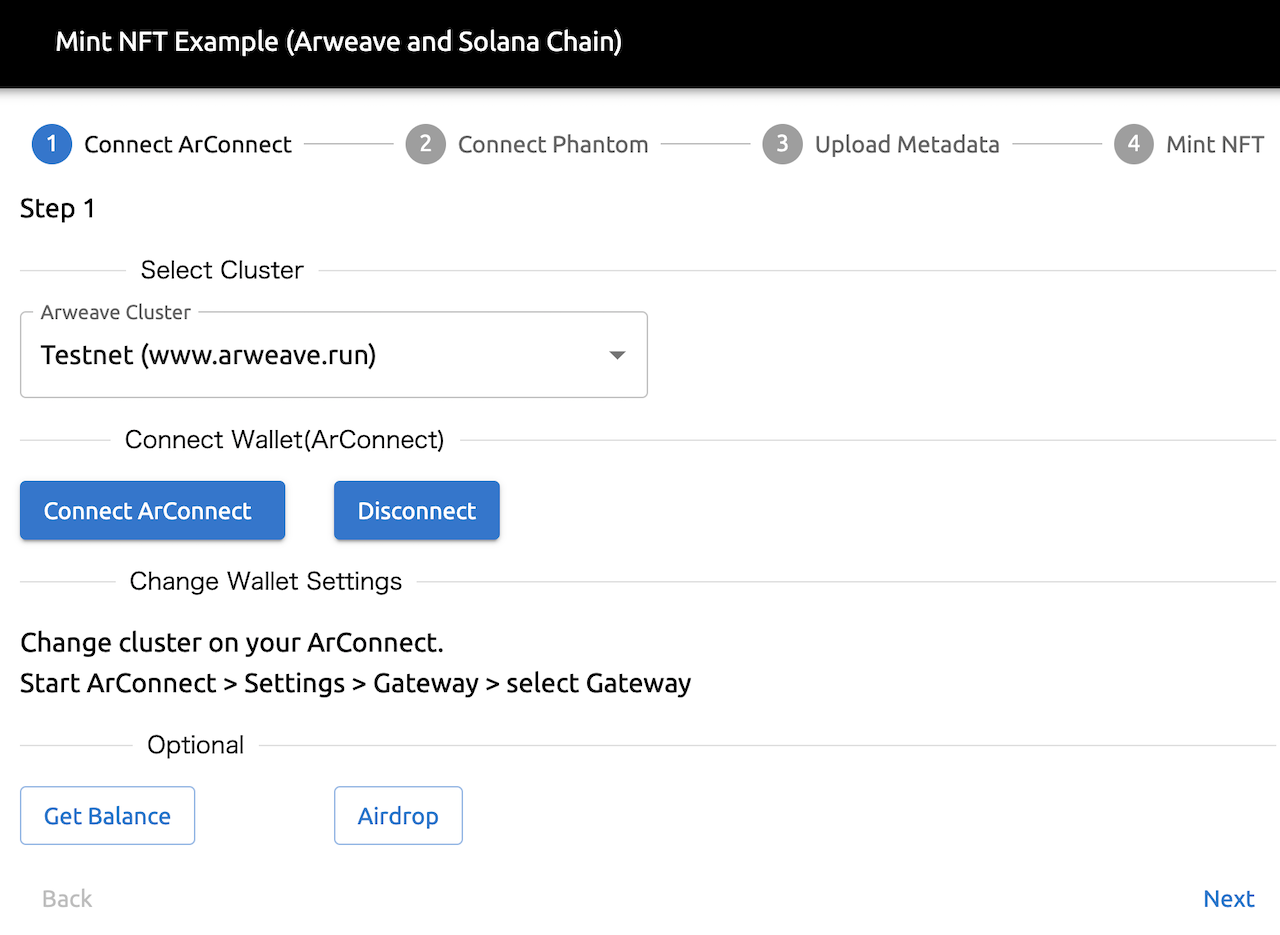 Mint NFT Example (Arweave and Solana Chain)
1 Connect ArConnect 2 Connect Phantom 3 Upload Metadata 4 Mint NFT
Step 1
Select Cluster
Arweave Cluster
Testnet (www.arweave.run)
Connect Wallet(ArConnect)
Connect ArConnect Disconnect
Change Wallet Settings
Change cluster on your ArConnect.
Start ArConnect > Settings > Gateway > select Gateway
Optional
Get Balance Airdrop
Back Next